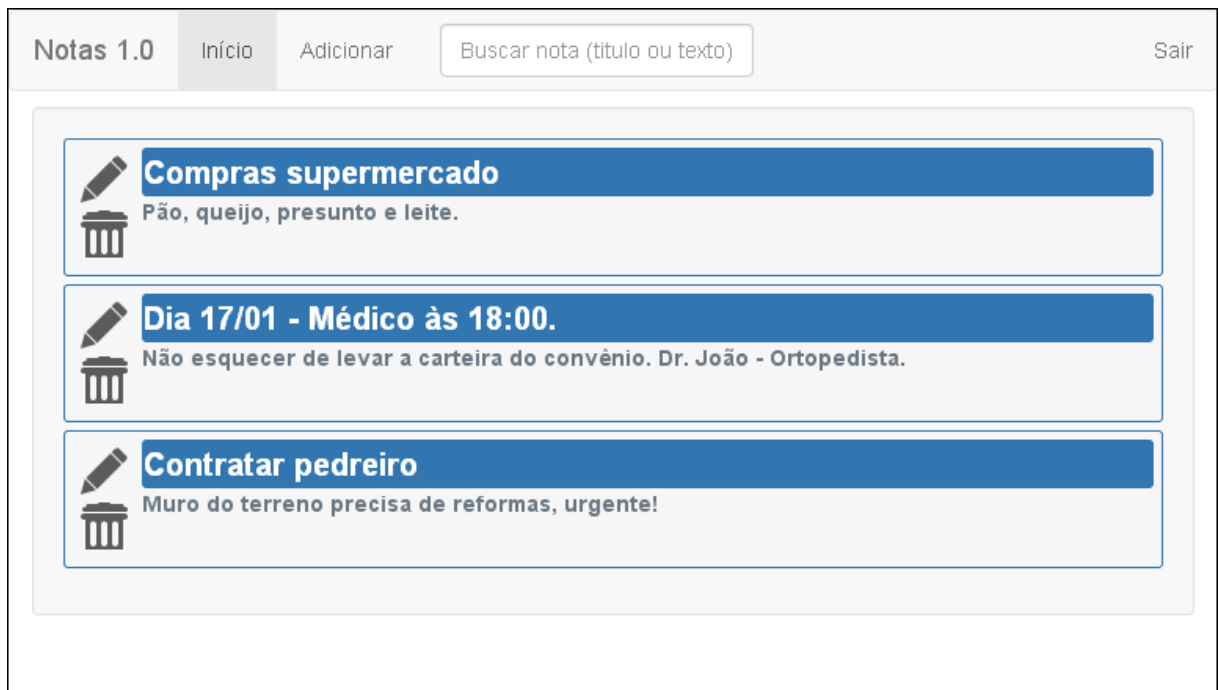 Notas 1.0 Início Adicionar Buscar nota (titulo ou texto) Sair
Compras supermercado
Pão, queijo, presunto e leite.
Dia 17/01 - Médico às 18:00.
Não esquecer de levar a carteira do convênio. Dr. João - Ortopedista.
Contratar pedreiro
Muro do terreno precisa de reformas, urgente!